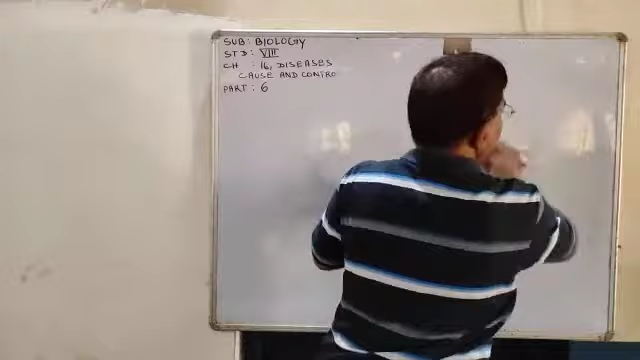 SUB: BIOLOGY
STD: VIII
CH : 16, DISEASES
CAUSE AND CONTRO
PART: 6